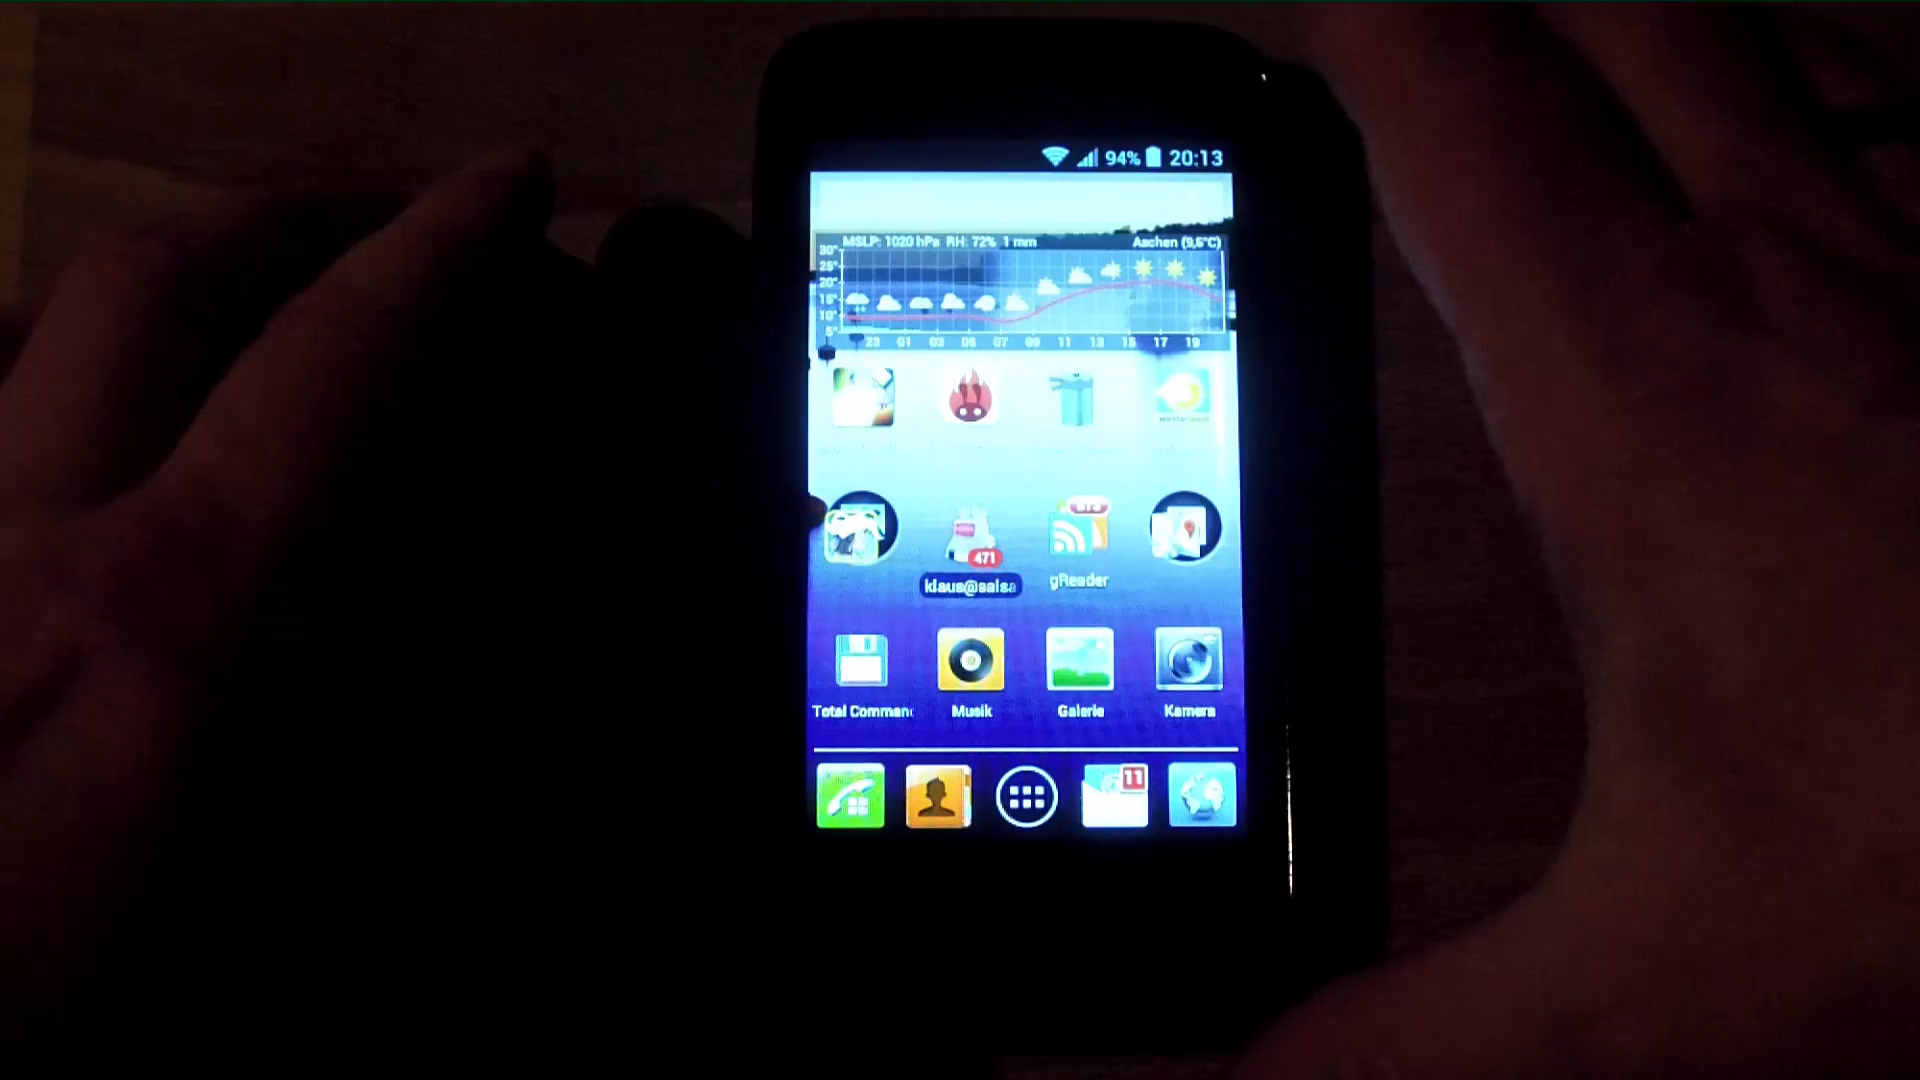 94% 20:13
MSLP: 1020 hPa RH: 72% 1 mm Aachen (9,5°C)
30°
25°
20°
15°
10°
5°
23 01 03 05 07 09 11 13 15 17 19
471
klaus@salsa
gReader
Total Comman
Musik
Galerie
Kamera
11